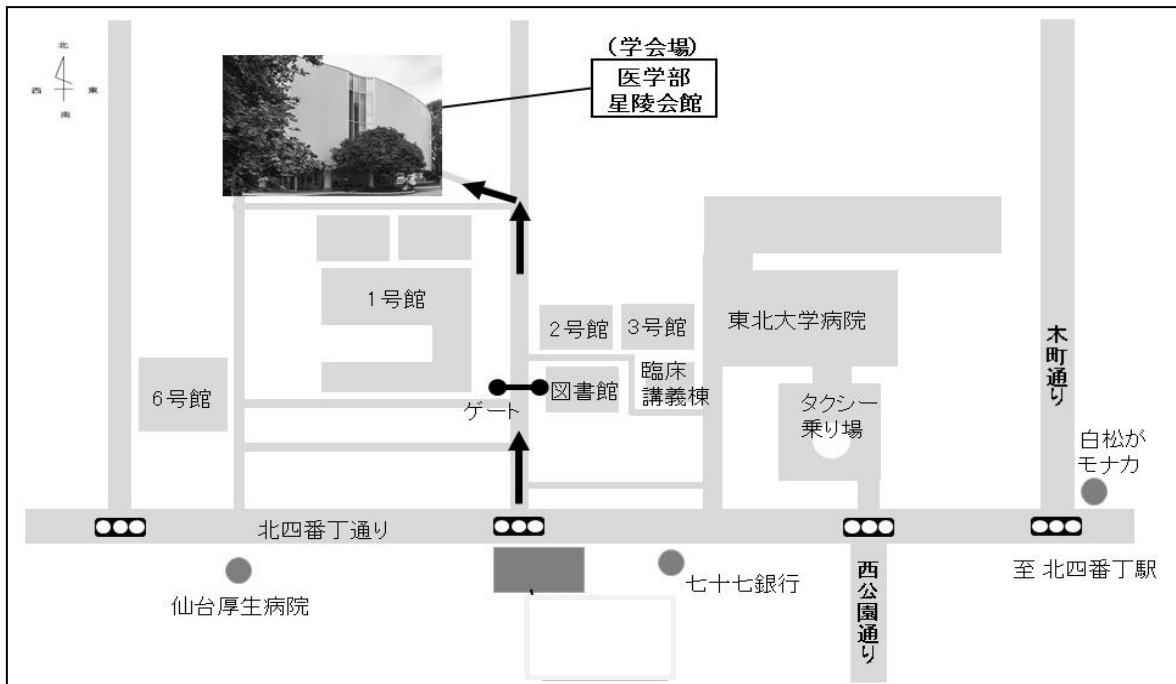 北
西 東
南
（学会場）
医学部
星陵会館
1号館
2号館
3号館
東北大学病院
木町通り
6号館
ゲート
図書館
臨床
講義棟
タクシー
乗り場
白松が
モナカ
北四番丁通り
仙台厚生病院
七十七銀行
西公園通り
至 北四番丁駅